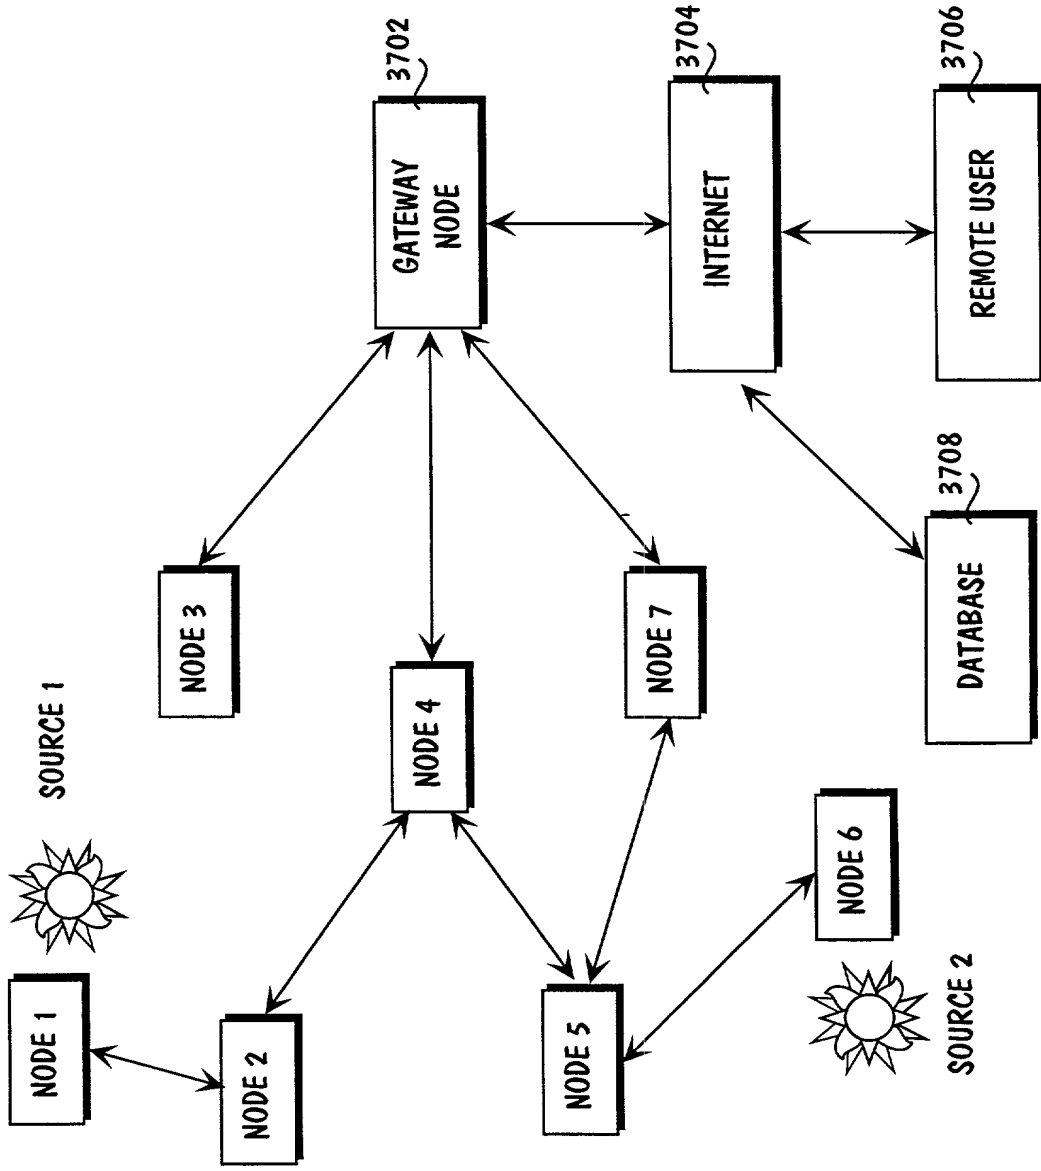 NODE 1
SOURCE 1
NODE 3
NODE 2
3702
GATEWAY
NODE
NODE 4
NODE 5
NODE 7
3704
INTERNET
NODE 6
SOURCE 2
3708
3706
DATABASE
REMOTE USER